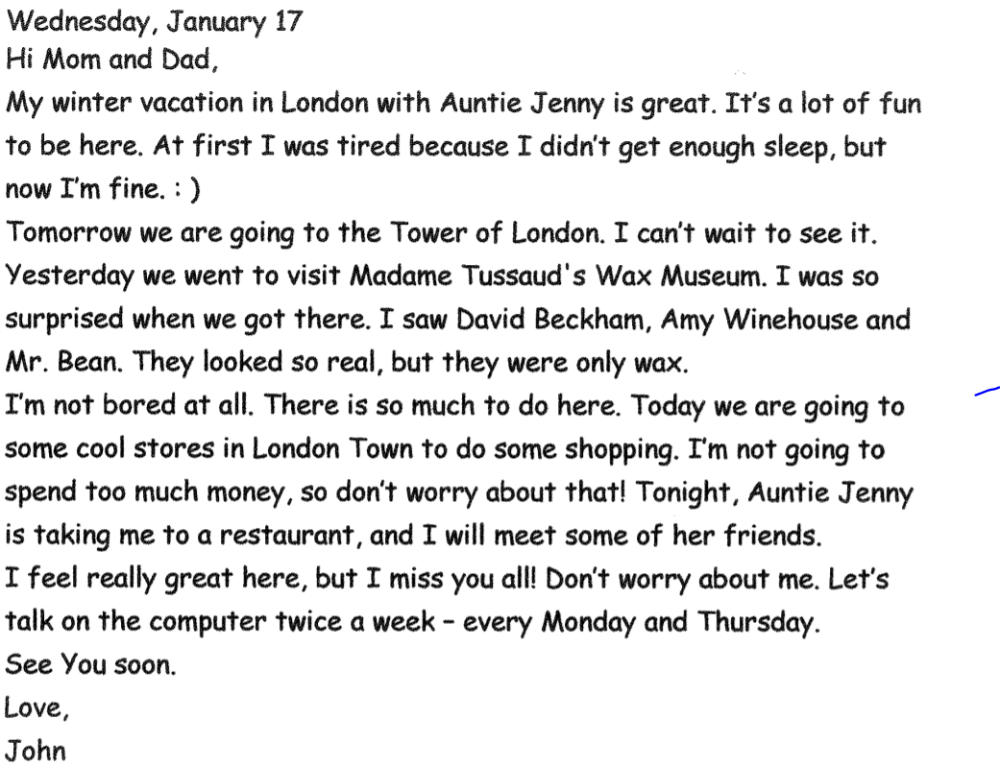 Wednesday, January 17
Hi Mom and Dad,
My winter vacation in London with Auntie Jenny is great. It's a lot of fun
to be here. At first I was tired because I didn't get enough sleep, but
now I'm fine. : )
Tomorrow we are going to the Tower of London. I can't wait to see it.
Yesterday we went to visit Madame Tussaud's Wax Museum. I was so
surprised when we got there. I saw David Beckham, Amy Winehouse and
Mr. Bean. They looked so real, but they were only wax.
I'm not bored at all. There is so much to do here. Today we are going to
some cool stores in London Town to do some shopping. I'm not going to
spend too much money, so don't worry about that! Tonight, Auntie Jenny
is taking me to a restaurant, and I will meet some of her friends.
I feel really great here, but I miss you all! Don't worry about me. Let's
talk on the computer twice a week – every Monday and Thursday.
See You soon.
Love,
John